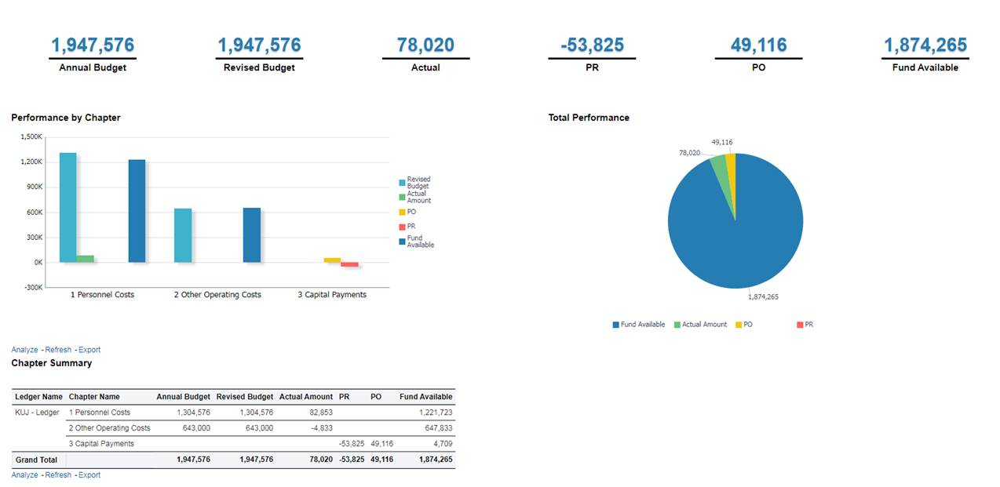 1,947,576 1,947,576 78,020 -53,825 49,116 1,874,265
Annual Budget Revised Budget Actual PR PO Fund Available
Performance by Chapter
1,500K
1,200K
900K
600K
300K
0K
-300K
1 Personnel Costs 2 Other Operating Costs 3 Capital Payments
Revised
Budget
Actual
Amount
PO
PR
Fund
Available
Total Performance
49,116
78,020
1,874,265
Fund Available Actual Amount PO PR
Analyze - Refresh - Export
Chapter Summary
Ledger Name Chapter Name Annual Budget Revised Budget Actual Amount PR PO Fund Available
KUJ - Ledger 1 Personnel Costs 1,304,576 1,304,576 82,853 1,221,723
2 Other Operating Costs 643,000 643,000 -4,833 647,833
3 Capital Payments -53,825 49,116 4,709
Grand Total 1,947,576 1,947,576 78,020 -53,825 49,116 1,874,265
Analyze - Refresh - Export